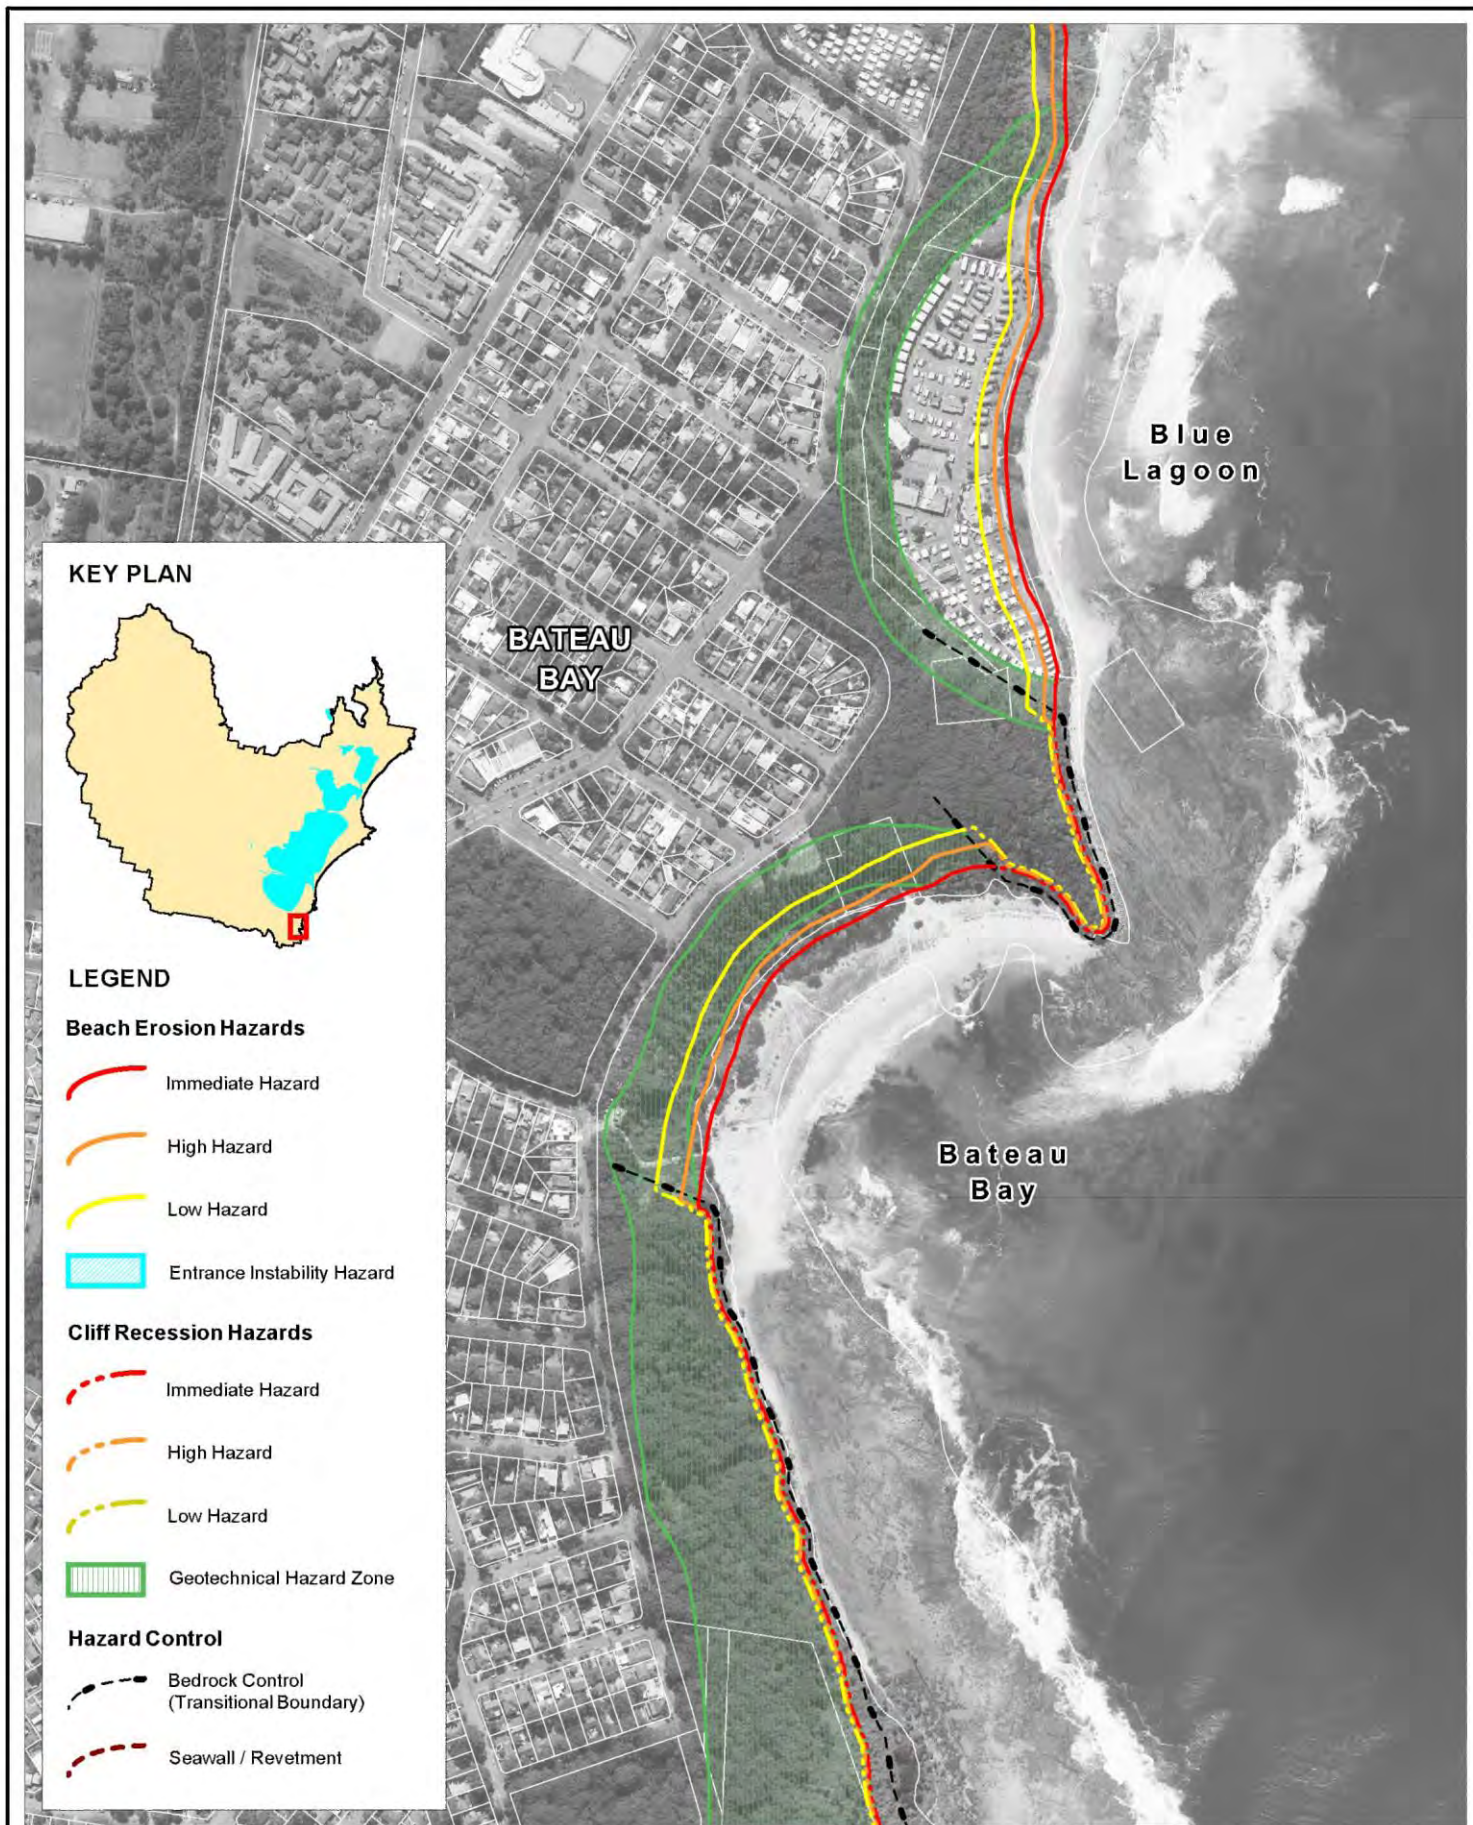 Blue
Lagoon
KEY PLAN
BATEAU
BAY
LEGEND
Beach Erosion Hazards
Immediate Hazard
High Hazard
Low Hazard
Entrance Instability Hazard
Cliff Recession Hazards
Immediate Hazard
High Hazard
Low Hazard
Geotechnical Hazard Zone
Hazard Control
Bedrock Control
(Transitional Boundary)
Seawall / Revetment
Bateau
Bay